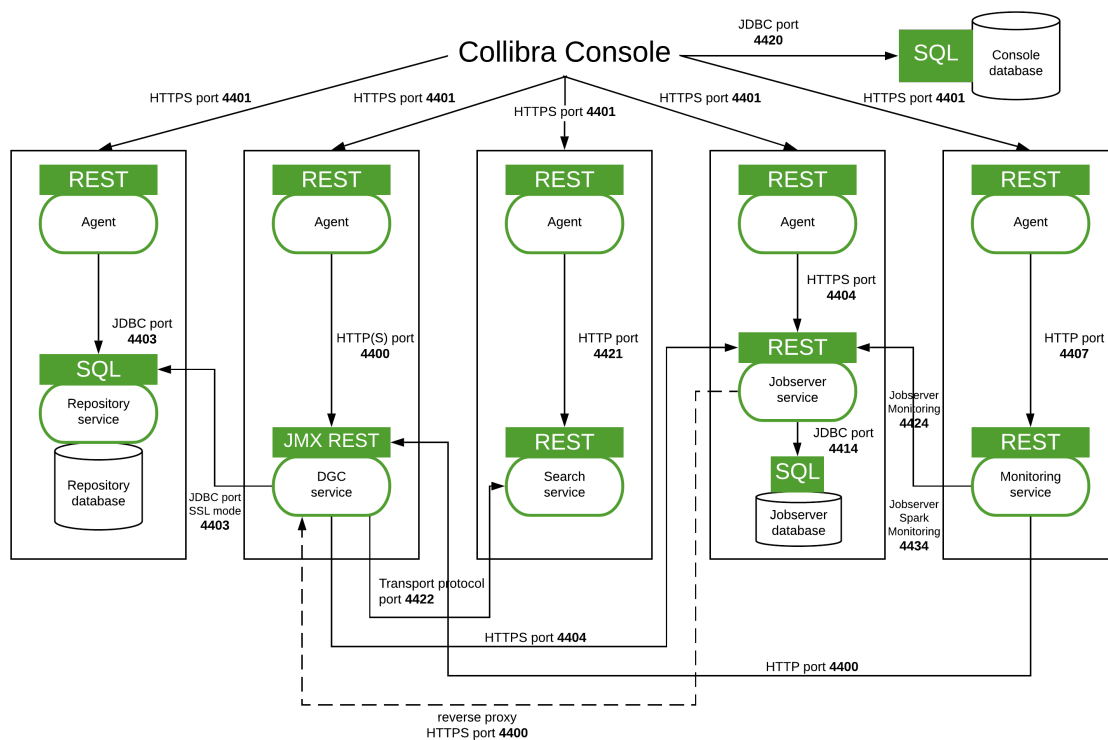 JDBC port
4420
Collibra Console
SQL
Console
database
HTTPS port 4401
HTTPS port 4401
HTTPS port 4401
HTTPS port 4401
HTTPS port 4401
REST
Agent
REST
Agent
REST
Agent
REST
Agent
REST
Agent
JDBC port
4403
HTTP(S) port
4400
HTTP port
4421
HTTPS port
4404
HTTP port
4407
SQL
Repository
service
Repository
database
JMX REST
DGC
service
REST
Search
service
REST
Jobserver
service
JDBC port
4414
SQL
Jobserver
database
Jobserver
Monitoring
4424
REST
Monitoring
service
JDBC port
SSL mode
4403
Jobserver
Spark
Monitoring
4434
Transport protocol
port 4422
HTTPS port 4404
HTTP port 4400
reverse proxy
HTTPS port 4400